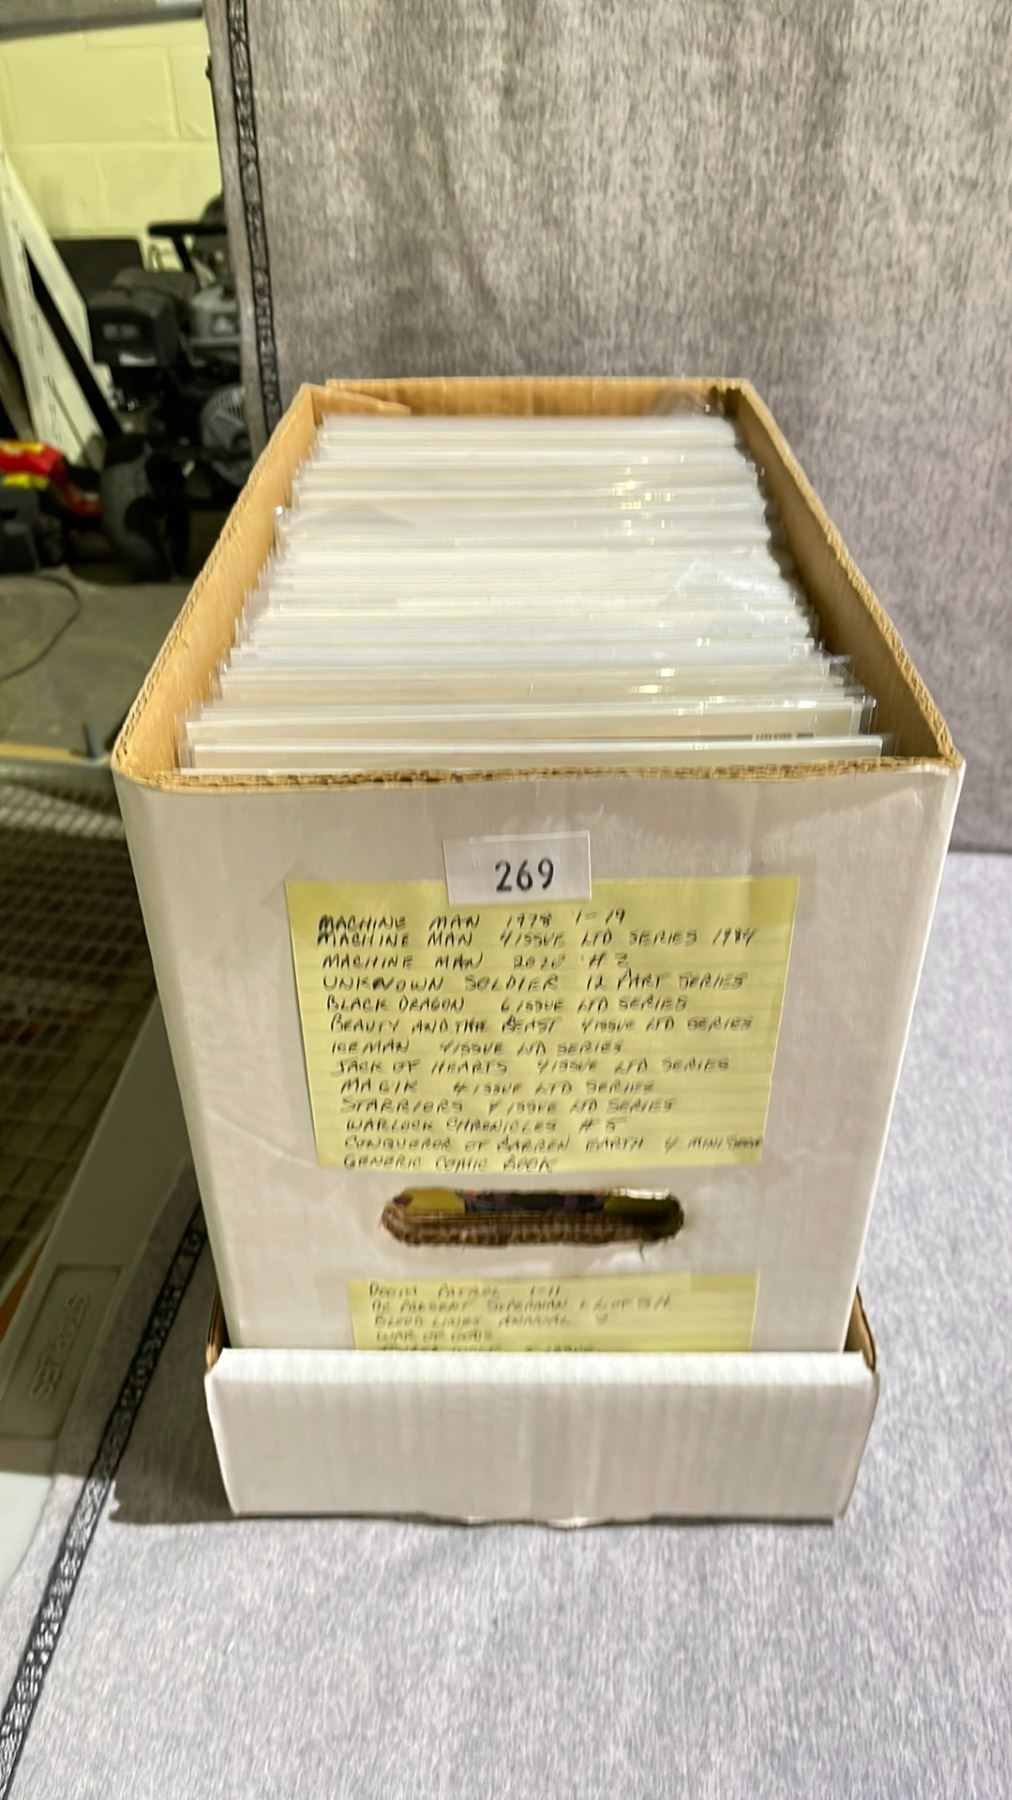 269
MACHINE MAN 1978 1-19
MACHINE MAN 4 ISSUE LTD SERIES 1984
MACHINE MAN 2020 #2
UNKNOWN SOLDIER 12 PART SERIES
BLACK DRAGON 6 ISSUE LTD SERIES
BEAUTY AND THE BEAST 4 ISSUE LTD SERIES
ICEMAN 4 ISSUE LTD SERIES
JACK OF HEARTS 4 ISSUE LTD SERIES
MAGIK 4 ISSUE LTD SERIES
STARRIORS 4 ISSUE LTD SERIES
WARLOCK CHRONICLES #5
CONQUEROR OF BARREN EARTH 4 MINI
GENERIC COMIC BOOK
DOOM PATROL 1-11
DC PRESENT SUPERMAN
BLOOD LINES ANNUAL 2
WAR OF GODS